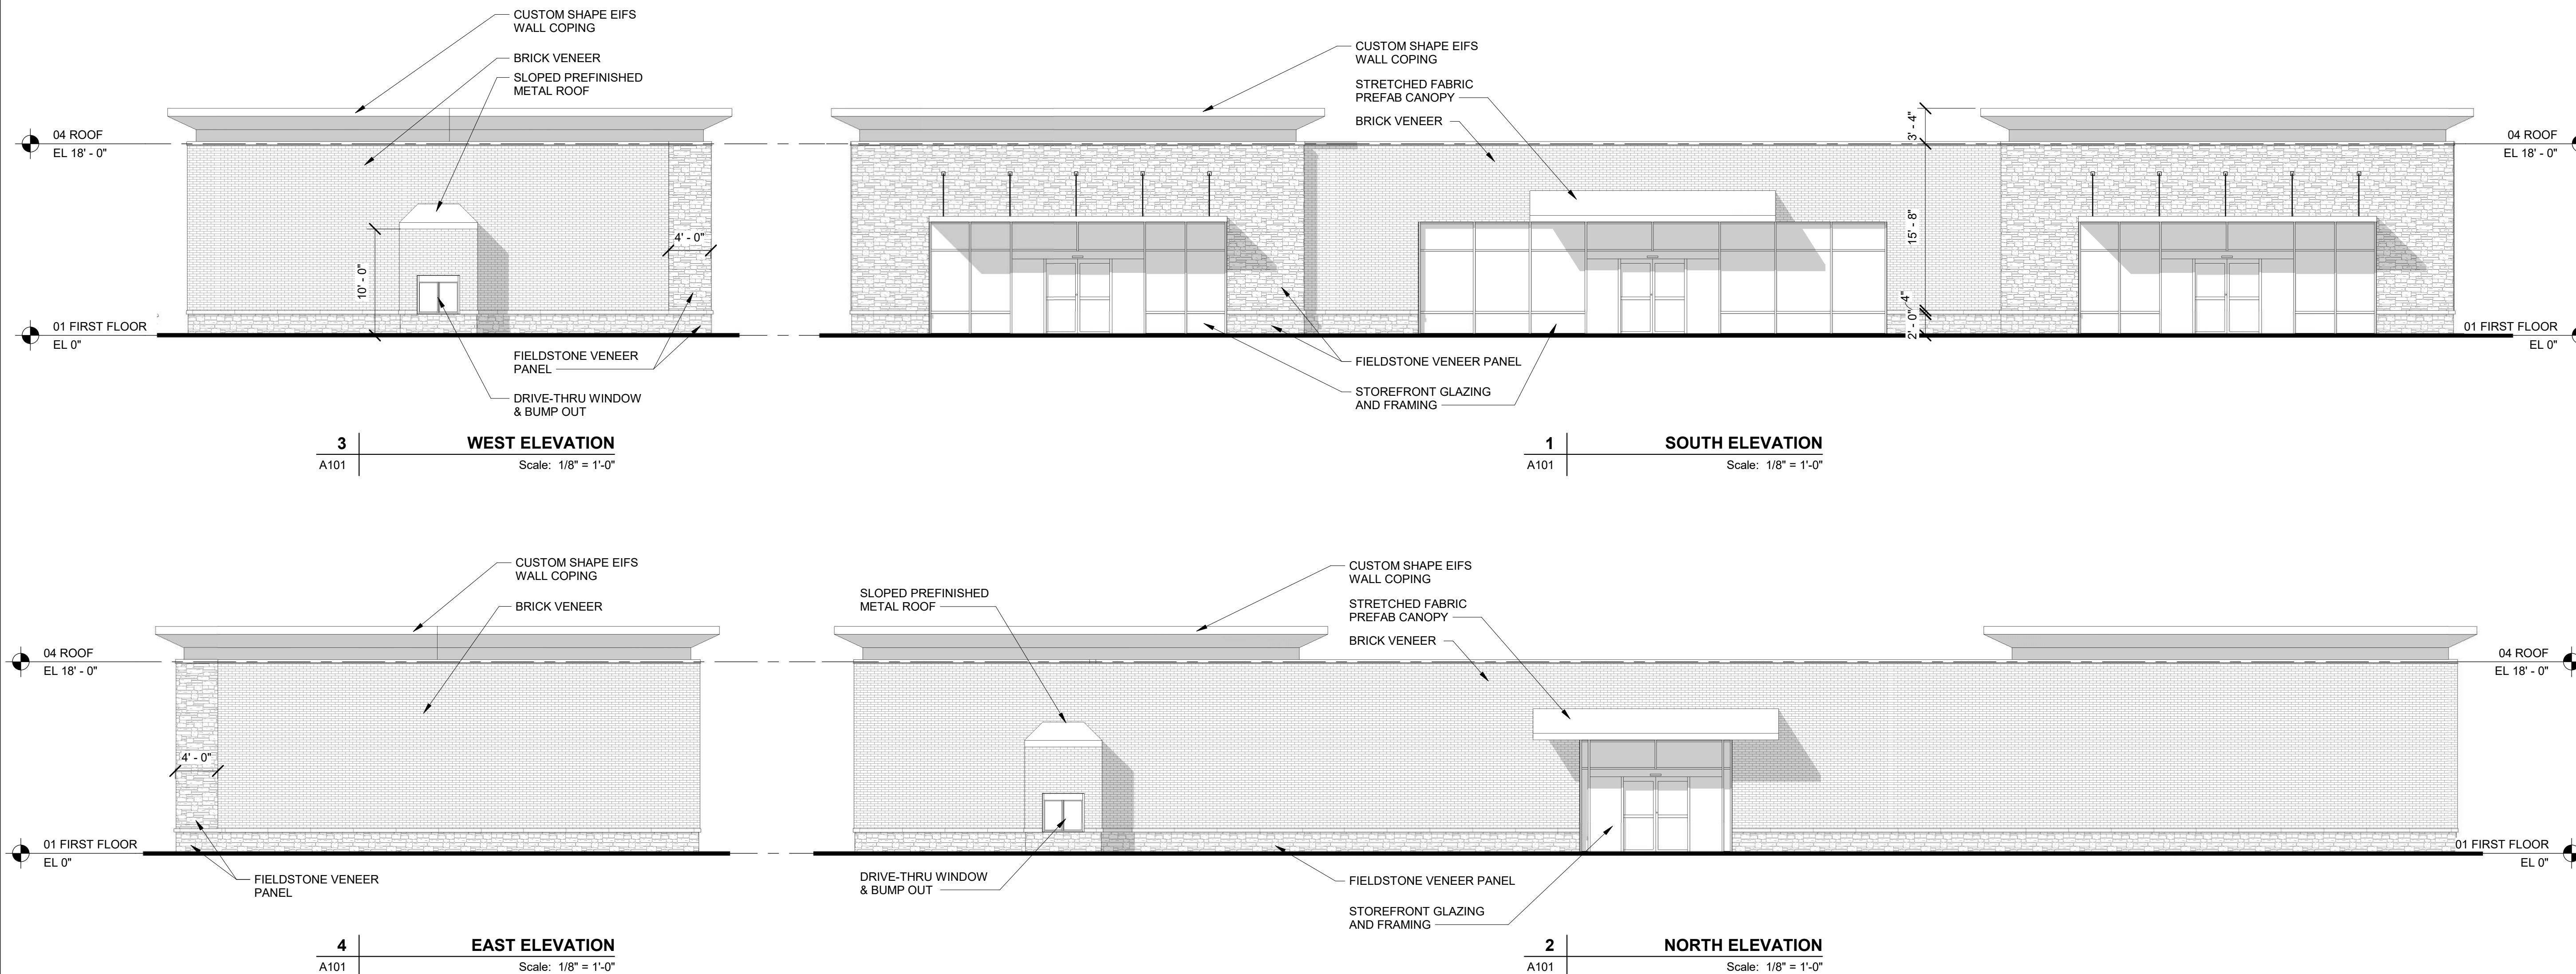 CUSTOM SHAPE EIFS
WALL COPING
BRICK VENEER
SLOPED PREFINISHED
METAL ROOF
04 ROOF
EL 18' - 0"
4' - 0"
10' - 0"
01 FIRST FLOOR
EL 0"
FIELDSTONE VENEER
PANEL
DRIVE-THRU WINDOW
& BUMP OUT
3
WEST ELEVATION
A101
Scale: 1/8" = 1'-0"
CUSTOM SHAPE EIFS
WALL COPING
STRETCHED FABRIC
PREFAB CANOPY
BRICK VENEER
3' - 4"
04 ROOF
EL 18' - 0"
15' - 8"
4"
2' - 0"
01 FIRST FLOOR
EL 0"
FIELDSTONE VENEER PANEL
STOREFRONT GLAZING
AND FRAMING
1
SOUTH ELEVATION
A101
Scale: 1/8" = 1'-0"
CUSTOM SHAPE EIFS
WALL COPING
BRICK VENEER
04 ROOF
EL 18' - 0"
4' - 0"
01 FIRST FLOOR
EL 0"
FIELDSTONE VENEER
PANEL
4
EAST ELEVATION
A101
Scale: 1/8" = 1'-0"
SLOPED PREFINISHED
METAL ROOF
CUSTOM SHAPE EIFS
WALL COPING
STRETCHED FABRIC
PREFAB CANOPY
BRICK VENEER
04 ROOF
EL 18' - 0"
01 FIRST FLOOR
EL 0"
DRIVE-THRU WINDOW
& BUMP OUT
FIELDSTONE VENEER PANEL
STOREFRONT GLAZING
AND FRAMING
2
NORTH ELEVATION
A101
Scale: 1/8" = 1'-0"